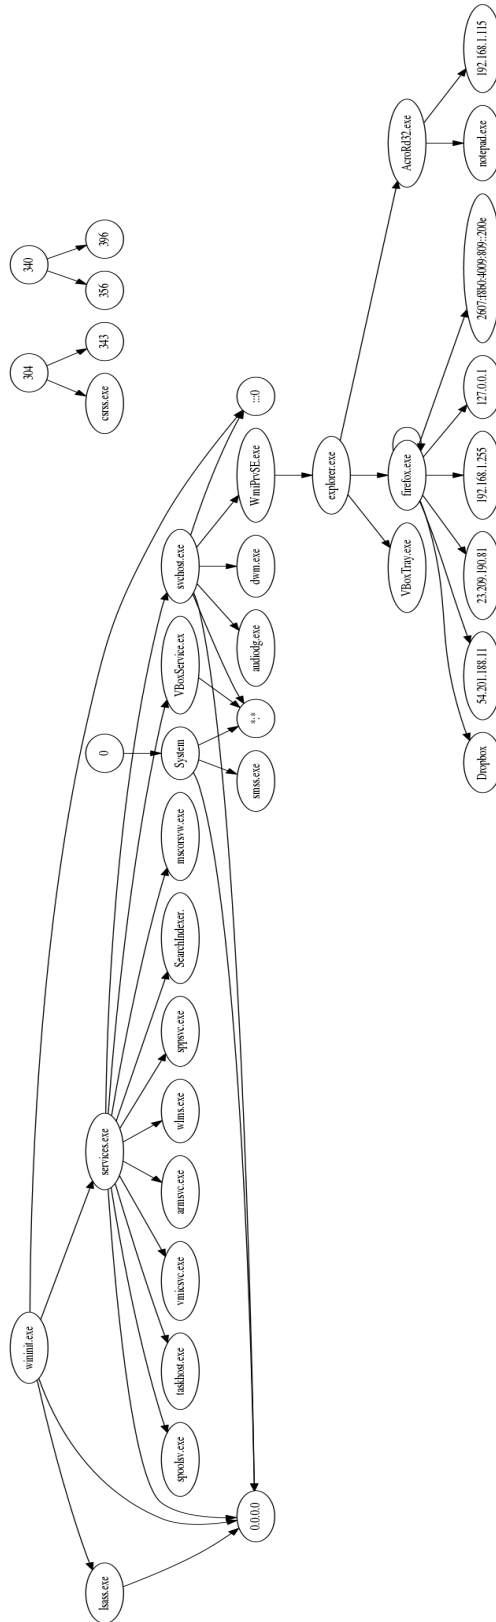 wininit.exe
lsass.exe
services.exe
0
304
340
spoolsv.exe
taskhost.exe
vmicsvc.exe
armsvc.exe
wlms.exe
sppsvc.exe
SearchIndexer.
mscorsvw.exe
System
VBoxService.ex
svchost.exe
csrss.exe
343
356
396
0.0.0.0
smss.exe
*:*
audiodg.exe
dwm.exe
WmiPrvSE.exe
:::0
explorer.exe
VBoxTray.exe
firefox.exe
AcroRd32.exe
Dropbox
54.201.188.11
23.209.190.81
192.168.1.255
127.0.0.1
2607:f8b0:4009:809::200e
notepad.exe
192.168.1.115